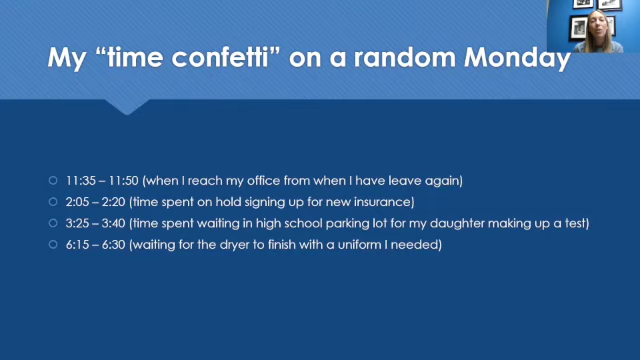 My “time confetti” on a random Monday
11:35 – 11:50 (when I reach my office from when I have leave again)
2:05 – 2:20 (time spent on hold signing up for new insurance)
3:25 – 3:40 (time spent waiting in high school parking lot for my daughter making up a test)
6:15 – 6:30 (waiting for the dryer to finish with a uniform I needed)